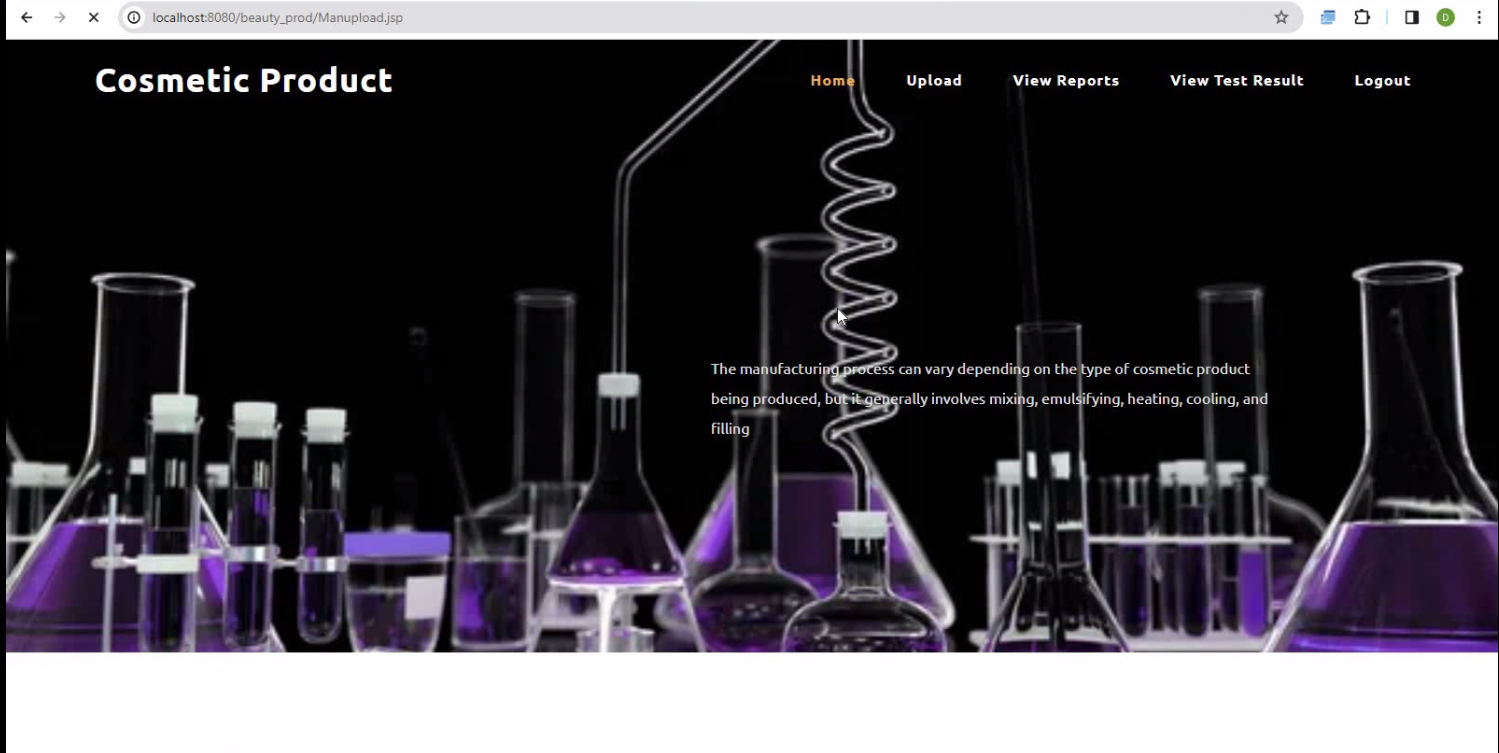 localhost:8080/beauty_prod/Manupload.jsp
D
Cosmetic Product
Home Upload View Reports View Test Result Logout
The manufacturing process can vary depending on the type of cosmetic product
being produced, but it generally involves mixing, emulsifying, heating, cooling, and
filling